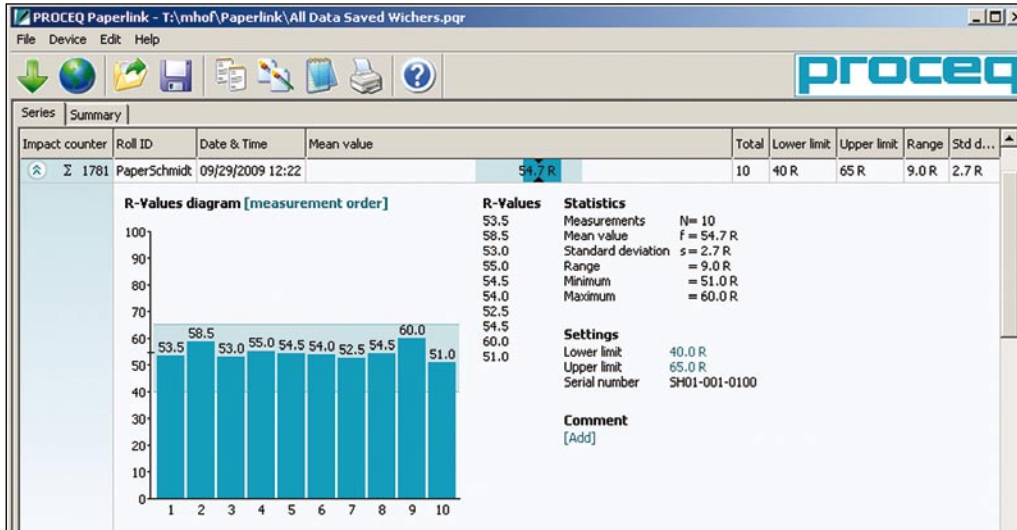 PROCEQ Paperlink - T:\mhof\Paperlink\All Data Saved Wichers.pqr
File Device Edit Help
proceq
Series Summary
Impact counter Roll ID Date & Time Mean value Total Lower limit Upper limit Range Std d...
Σ 1781 PaperSchmidt 09/29/2009 12:22 54.7 R 10 40 R 65 R 9.0 R 2.7 R
R-Values diagram [measurement order]
100
90
80
70
60
50
40
30
20
10
0
53.5 58.5 53.0 55.0 54.5 54.0 52.5 54.5 60.0 51.0
1 2 3 4 5 6 7 8 9 10
R-Values
53.5
58.5
53.0
55.0
54.5
54.0
52.5
54.5
60.0
51.0
Statistics
Measurements N= 10
Mean value r̄ = 54.7 R
Standard deviation s = 2.7 R
Range = 9.0 R
Minimum = 51.0 R
Maximum = 60.0 R
Settings
Lower limit 40.0 R
Upper limit 65.0 R
Serial number SH01-001-0100
Comment
[Add]